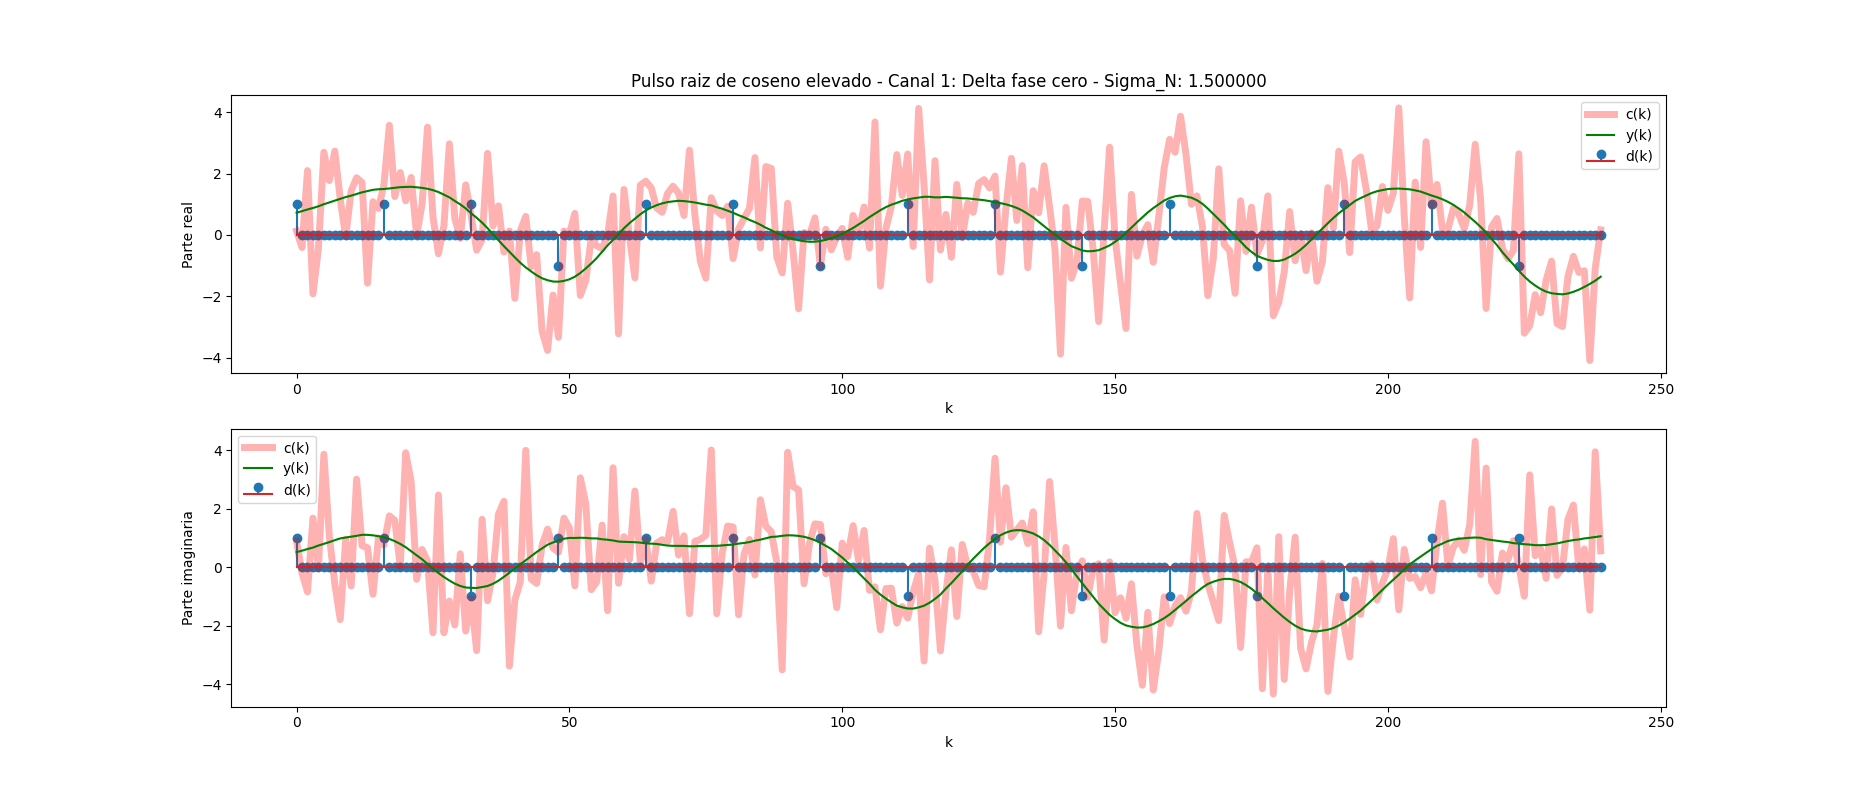 Pulso raiz de coseno elevado - Canal 1: Delta fase cero - Sigma_N: 1.500000
Parte real
4
2
0
−2
−4
c(k)
y(k)
d(k)
0 50 100 150 200 250
k
Parte imaginaria
4
2
0
−2
−4
c(k)
y(k)
d(k)
0 50 100 150 200 250
k